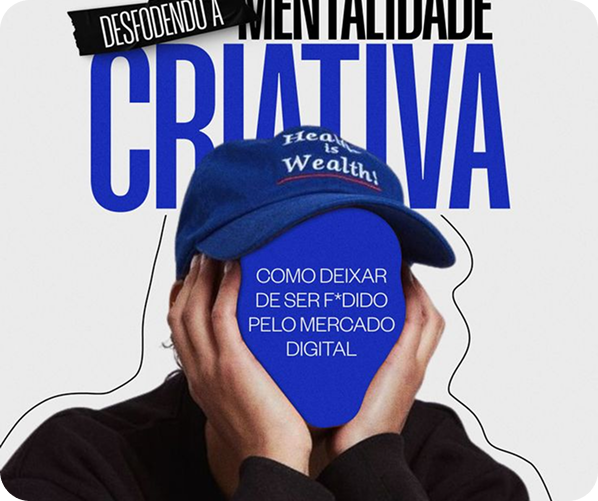 DESFODENDO A
MENTALIDADE
CRIATIVA
Health
is
Wealth!
COMO DEIXAR
DE SER F*DIDO
PELO MERCADO
DIGITAL